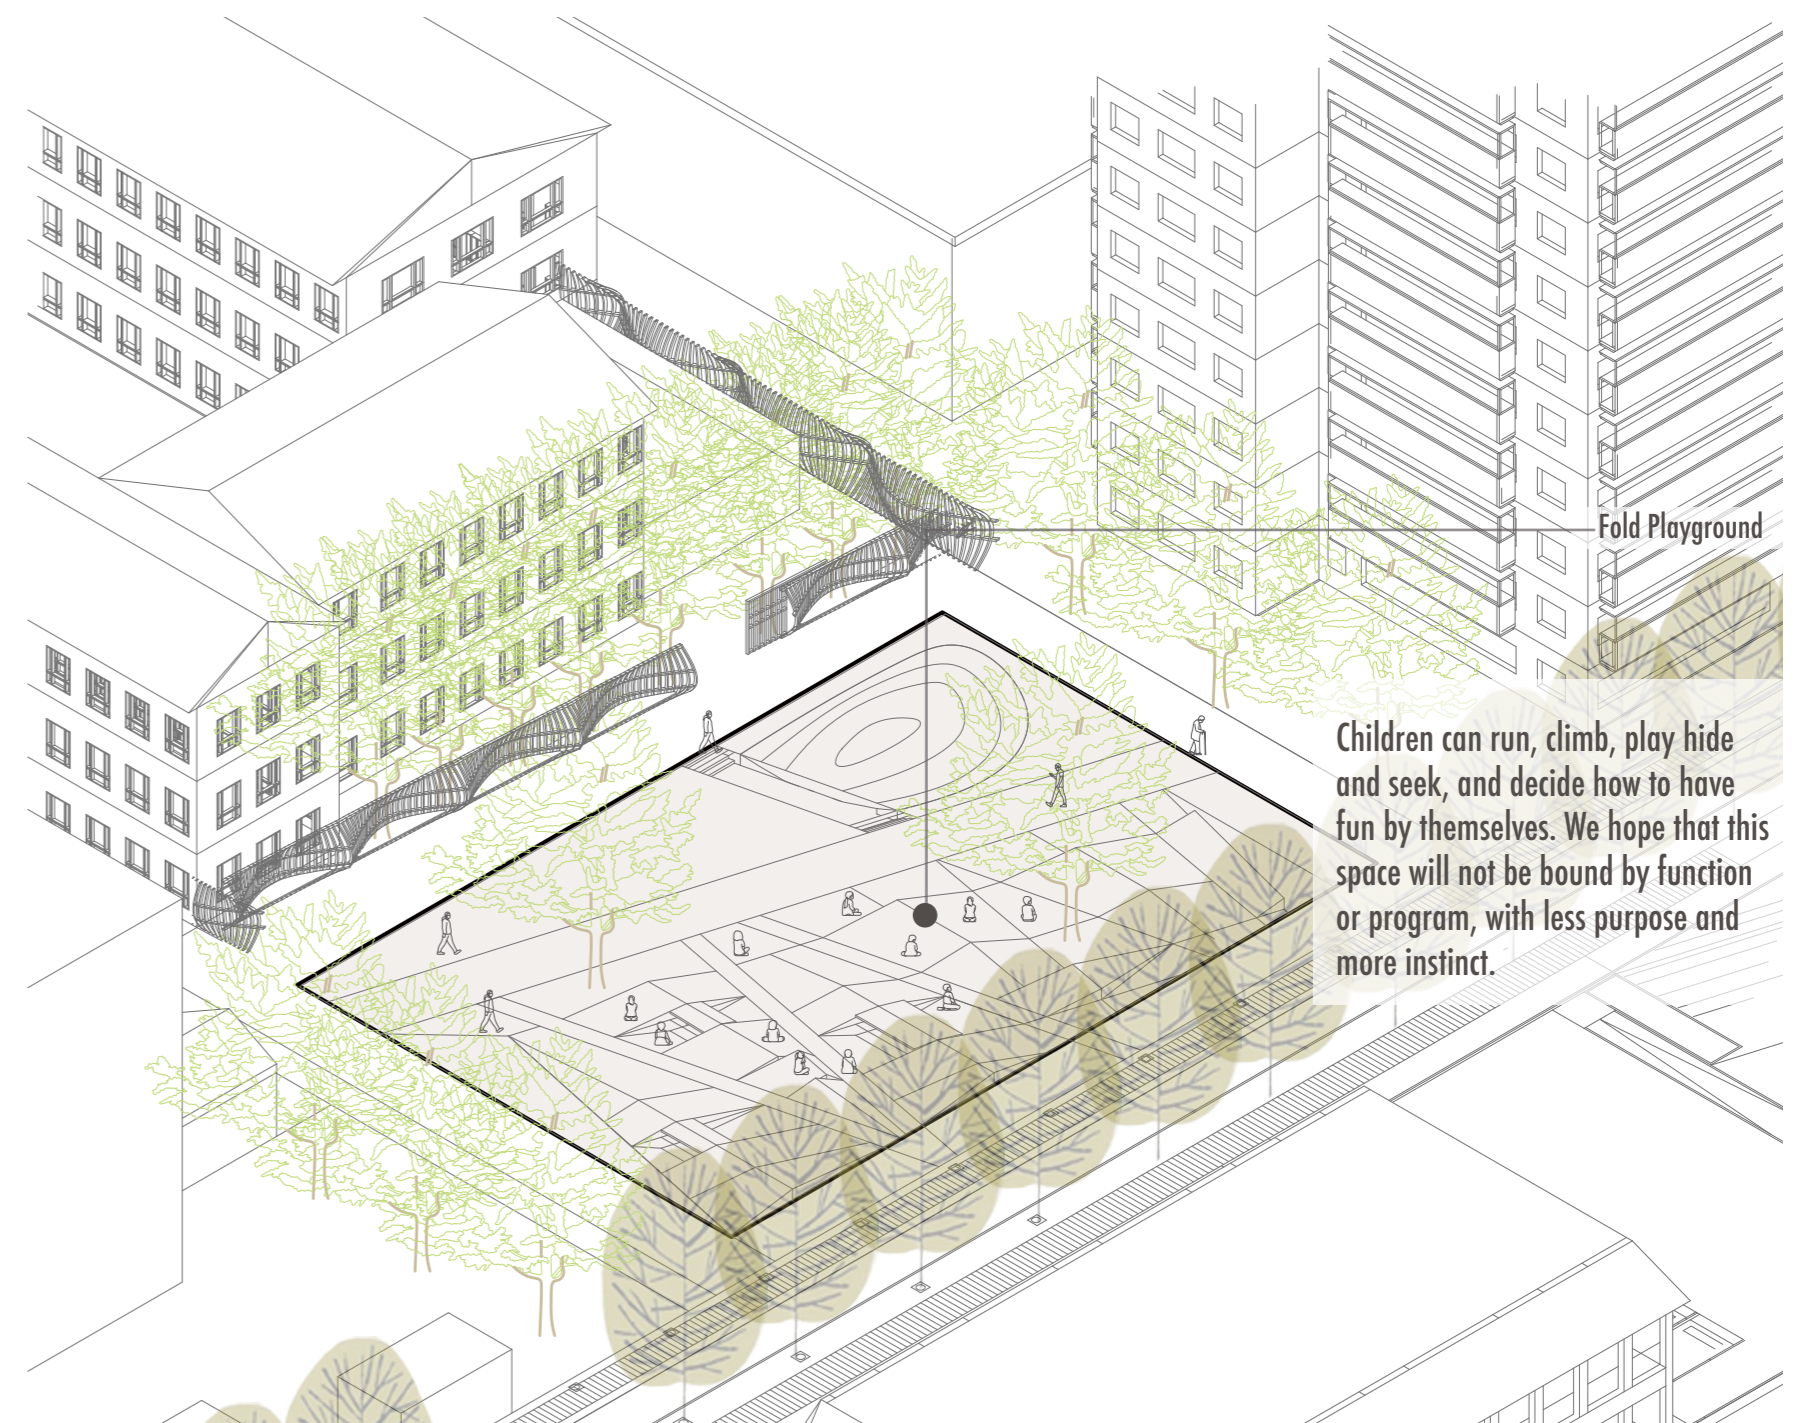 Fold Playground
Children can run, climb, play hide
and seek, and decide how to have
fun by themselves. We hope that this
space will not be bound by function
or program, with less purpose and
more instinct.